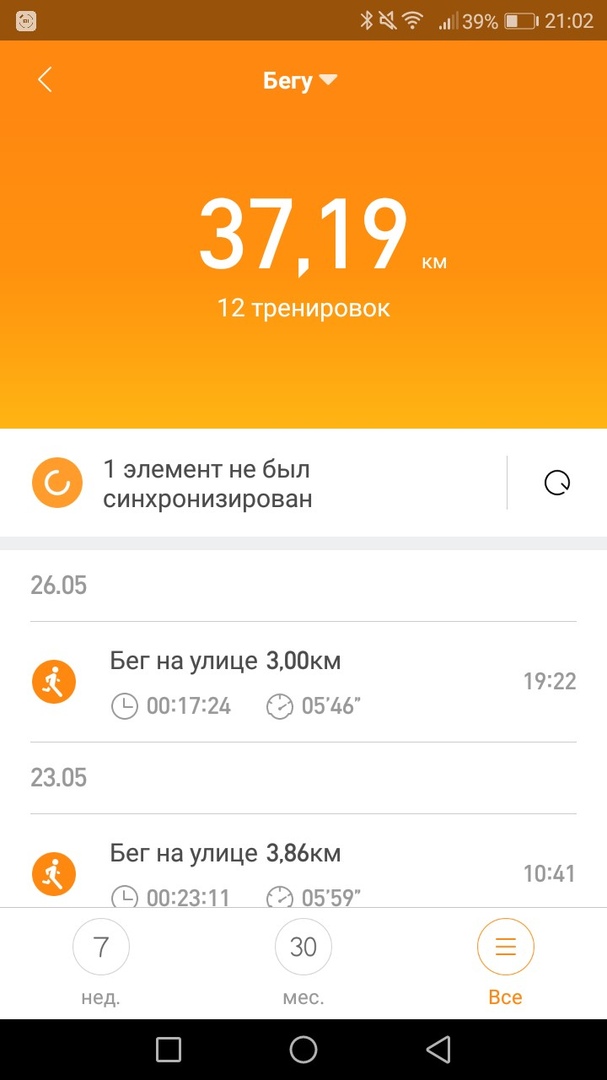 39% 21:02
Бегу
37,19 км
12 тренировок
1 элемент не был
синхронизирован
26.05
Бег на улице 3,00км
00:17:24 05'46”
19:22
23.05
Бег на улице 3,86км
00:23:11 05'59”
10:41
7 30
нед. мес. Все